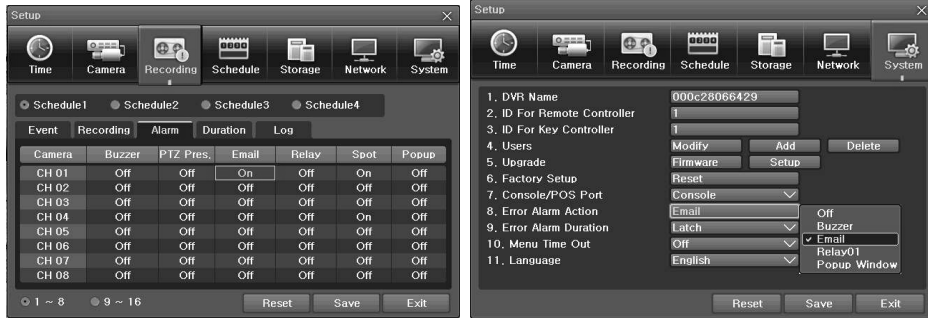 Setup
Time Camera Recording Schedule Storage Network System
Schedule1 Schedule2 Schedule3 Schedule4
Event Recording Alarm Duration Log
Camera Buzzer PTZ Pres, Email Relay Spot Popup
CH 01 Off Off On Off On Off
CH 02 Off Off Off Off Off Off
CH 03 Off Off Off Off Off Off
CH 04 Off Off Off Off On Off
CH 05 Off Off Off Off Off Off
CH 06 Off Off Off Off Off Off
CH 07 Off Off Off Off Off Off
CH 08 Off Off Off Off Off Off
1 ~ 8 9 ~ 16 Reset Save Exit
Setup
Time Camera Recording Schedule Storage Network System
1, DVR Name 000c28066429
2, ID For Remote Controller 1
3, ID For Key Controller 1
4, Users Modify Add Delete
5, Upgrade Firmware Setup
6, Factory Setup Reset
7, Console/POS Port Console
8, Error Alarm Action Email
9, Error Alarm Duration Latch
10, Menu Time Out Off
11, Language English
Off
Buzzer
Email
Relay01
Popup Window
Reset Save Exit